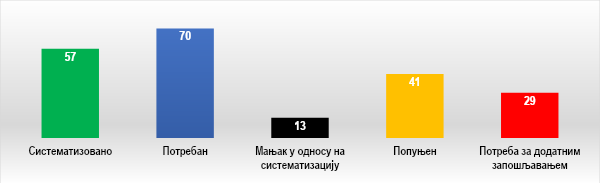 57
70
13
41
29
Систематизовано
Потребан
Мањак у односу на
систематизацију
Попуњен
Потреба за додатним
запошљавањем